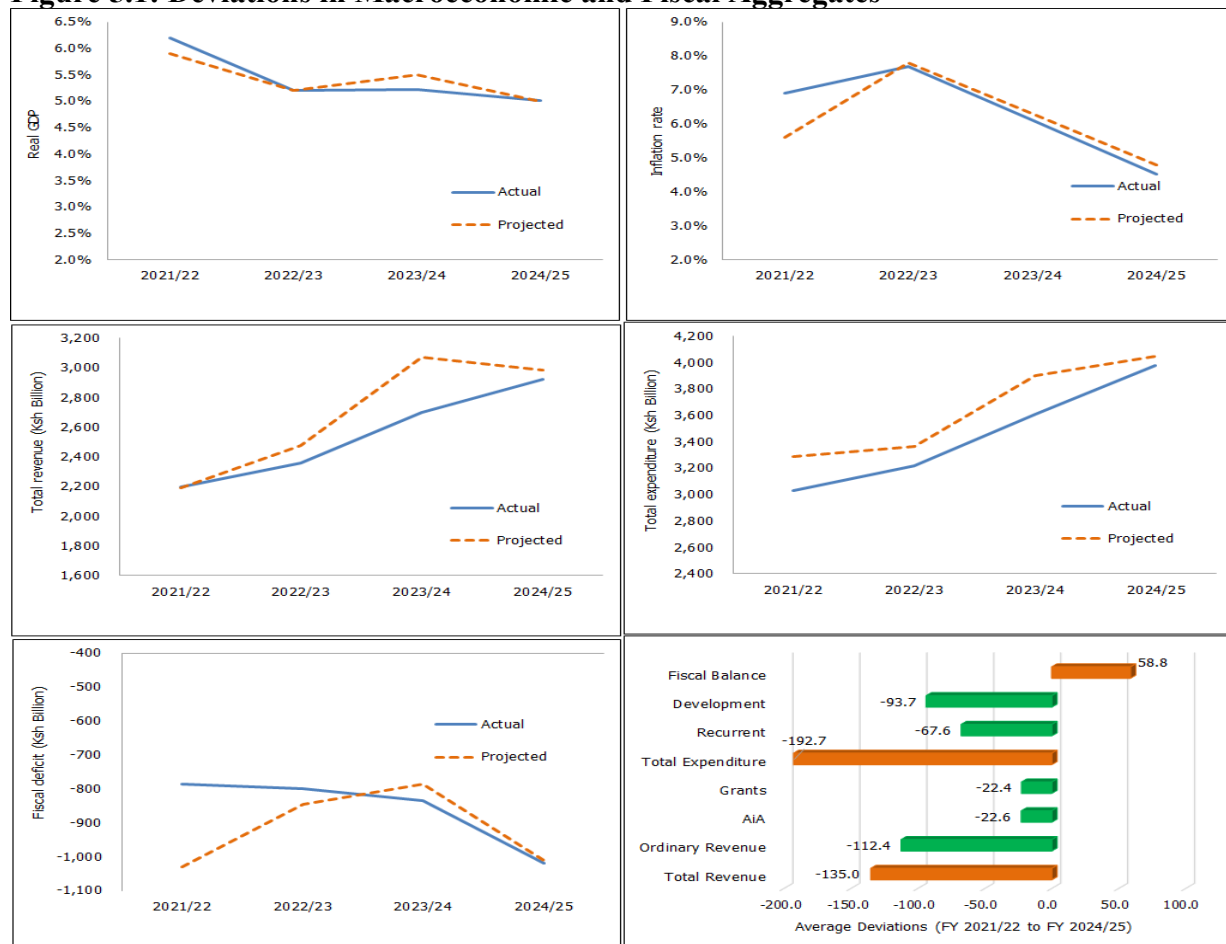 Figure 3.1: Deviations in Macroeconomic and Fiscal Aggregates
6.5%
6.0%
5.5%
5.0%
4.5%
4.0%
3.5%
3.0%
2.5%
2.0%
Real GDP
Actual
Projected
2021/22 2022/23 2023/24 2024/25
9.0%
8.0%
7.0%
6.0%
5.0%
4.0%
3.0%
2.0%
Inflation rate
Actual
Projected
2021/22 2022/23 2023/24 2024/25
3,200
3,000
2,800
2,600
2,400
2,200
2,000
1,800
1,600
Total revenue (Ksh Billion)
Actual
Projected
2021/22 2022/23 2023/24 2024/25
4,200
4,000
3,800
3,600
3,400
3,200
3,000
2,800
2,600
2,400
Total expenditure (Ksh Billion)
Actual
Projected
2021/22 2022/23 2023/24 2024/25
-400
-500
-600
-700
-800
-900
-1,000
-1,100
Fiscal deficit (Ksh Billion)
Actual
Projected
2021/22 2022/23 2023/24 2024/25
Fiscal Balance 58.8
Development -93.7
Recurrent -67.6
Total Expenditure -192.7
Grants -22.4
AiA -22.6
Ordinary Revenue -112.4
Total Revenue -135.0
-200.0 -150.0 -100.0 -50.0 0.0 50.0 100.0
Average Deviations (FY 2021/22 to FY 2024/25)